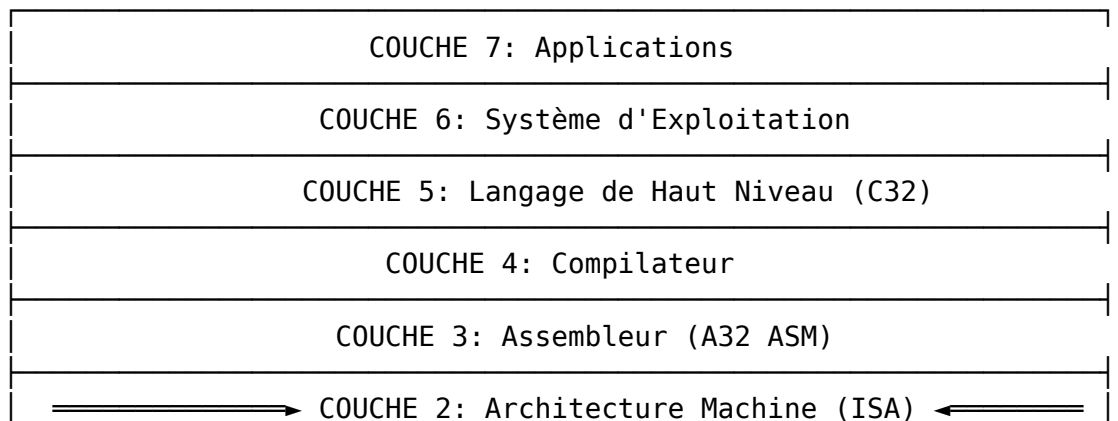 COUCHE 7: Applications
COUCHE 6: Système d'Exploitation
COUCHE 5: Langage de Haut Niveau (C32)
COUCHE 4: Compilateur
COUCHE 3: Assembleur (A32 ASM)
COUCHE 2: Architecture Machine (ISA)